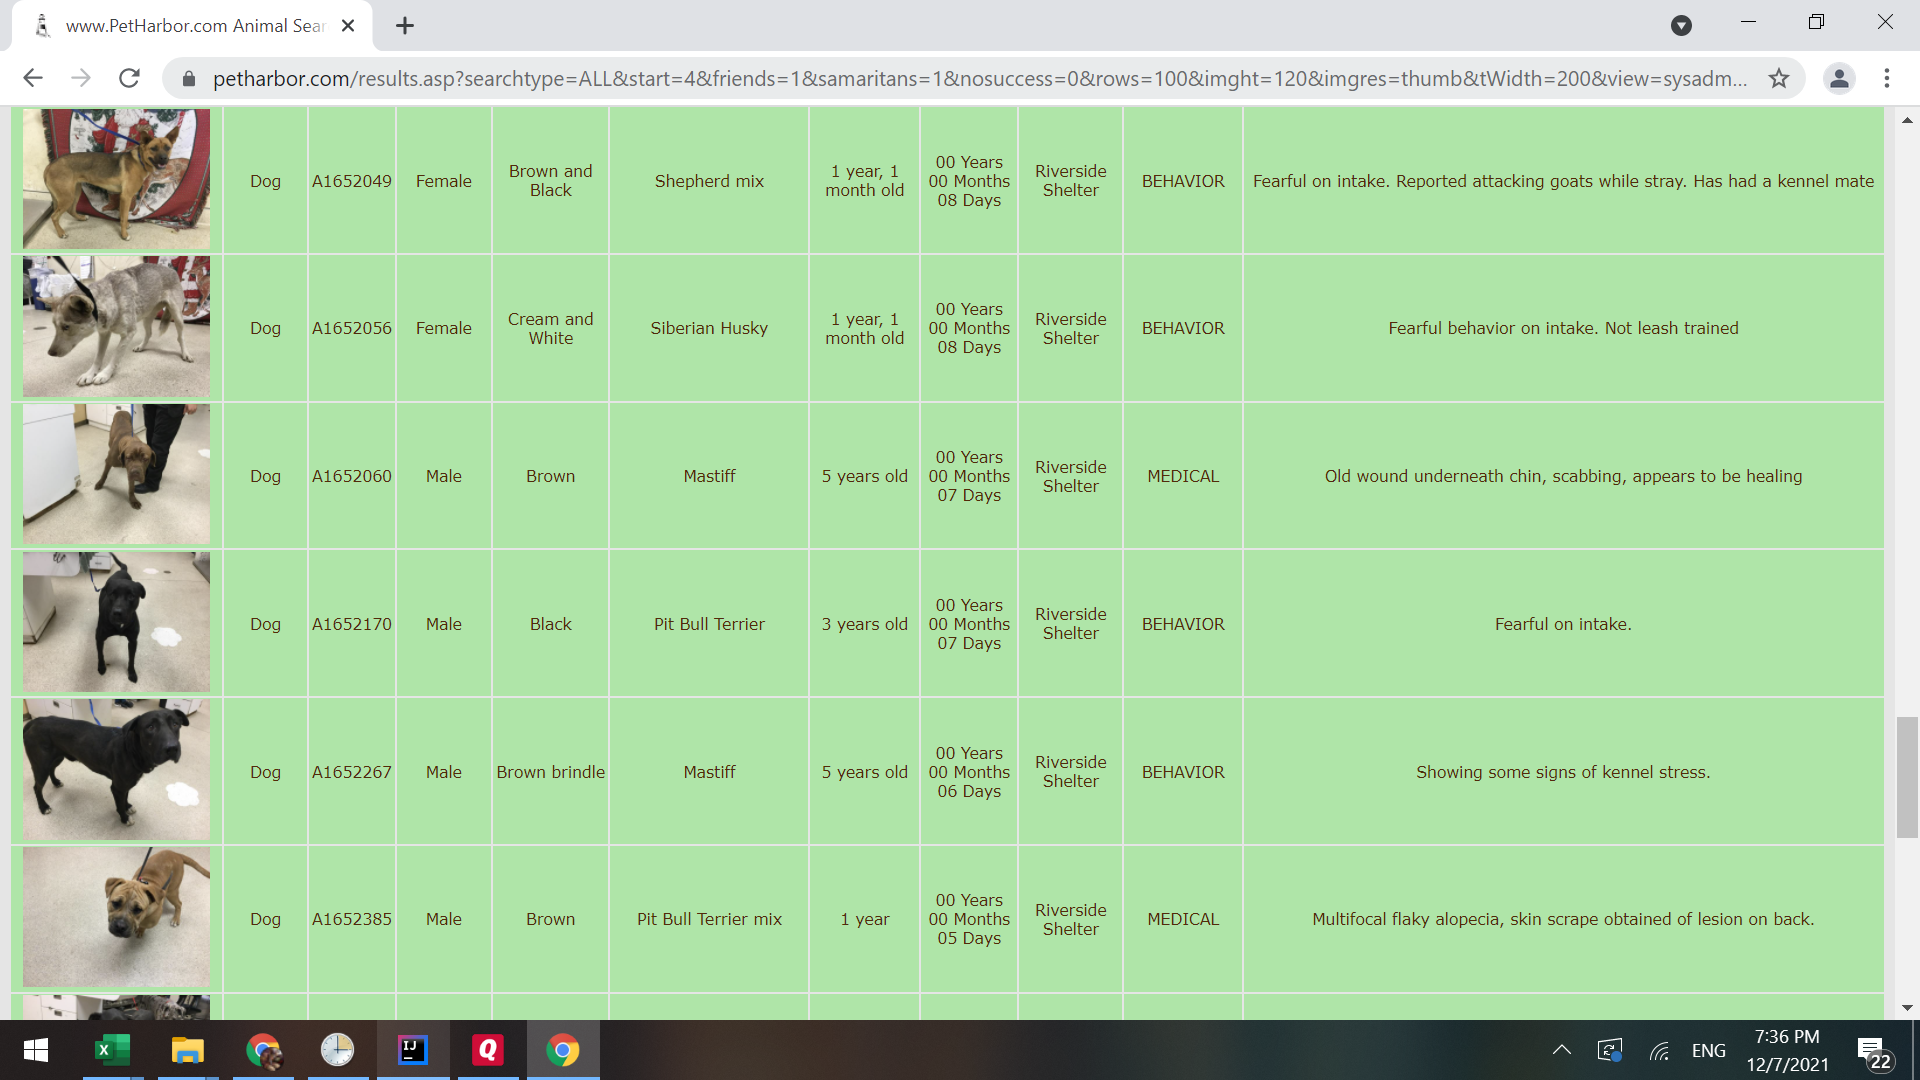 www.PetHarbor.com Animal Sear
petharbor.com/results.asp?searchtype=ALL&start=4&friends=1&samaritans=1&nosuccess=0&rows=100&imght=120&imgres=thumb&tWidth=200&view=sysadm...
Dog
A1652049
Female
Brown and
Black
Shepherd mix
1 year, 1
month old
00 Years
00 Months
08 Days
Riverside
Shelter
BEHAVIOR
Fearful on intake. Reported attacking goats while stray. Has had a kennel mate
Dog
A1652056
Female
Cream and
White
Siberian Husky
1 year, 1
month old
00 Years
00 Months
08 Days
Riverside
Shelter
BEHAVIOR
Fearful behavior on intake. Not leash trained
Dog
A1652060
Male
Brown
Mastiff
5 years old
00 Years
00 Months
07 Days
Riverside
Shelter
MEDICAL
Old wound underneath chin, scabbing, appears to be healing
Dog
A1652170
Male
Black
Pit Bull Terrier
3 years old
00 Years
00 Months
07 Days
Riverside
Shelter
BEHAVIOR
Fearful on intake.
Dog
A1652267
Male
Brown brindle
Mastiff
5 years old
00 Years
00 Months
06 Days
Riverside
Shelter
BEHAVIOR
Showing some signs of kennel stress.
Dog
A1652385
Male
Brown
Pit Bull Terrier mix
1 year
00 Years
00 Months
05 Days
Riverside
Shelter
MEDICAL
Multifocal flaky alopecia, skin scrape obtained of lesion on back.
X
IJ
Q
ENG
7:36 PM
12/7/2021
22